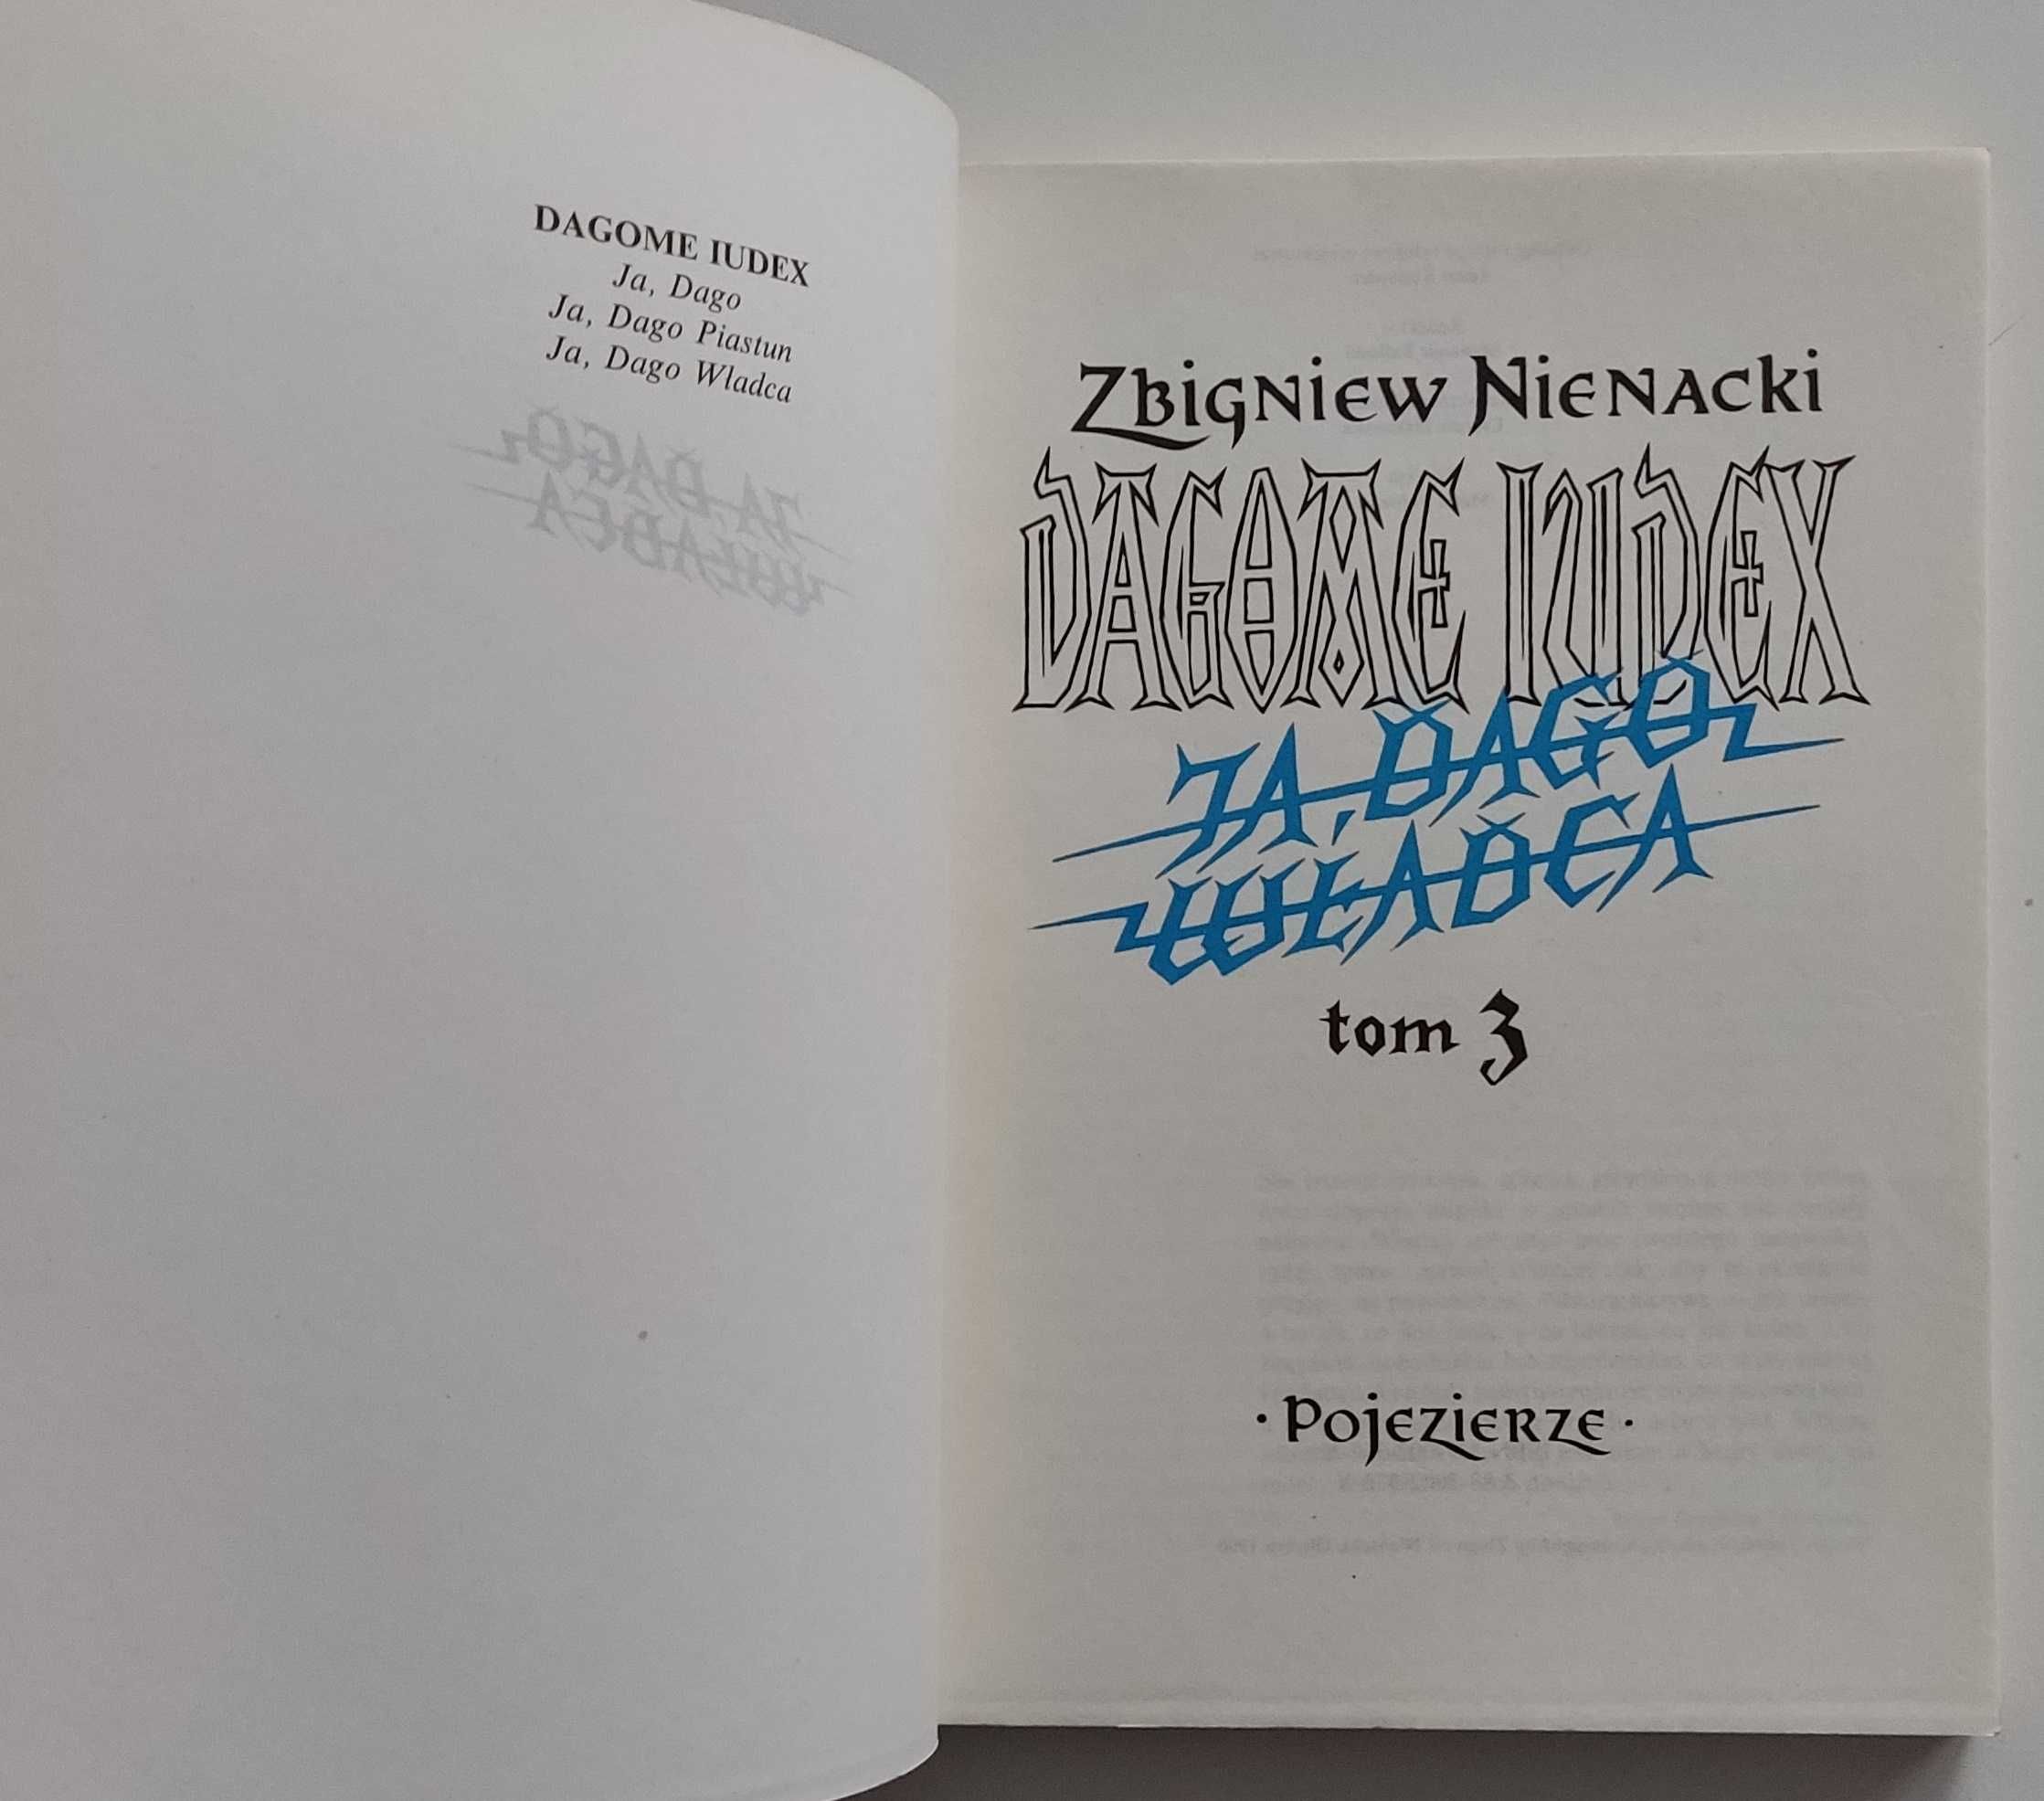 DAGOME IUDEX
Ja, Dago
Ja, Dago Piastun
Ja, Dago Władca
Zbigniew Nienacki
DAGOME IUDEX
JA, DAGO
WŁADCA
tom 3
· Pojezierze ·